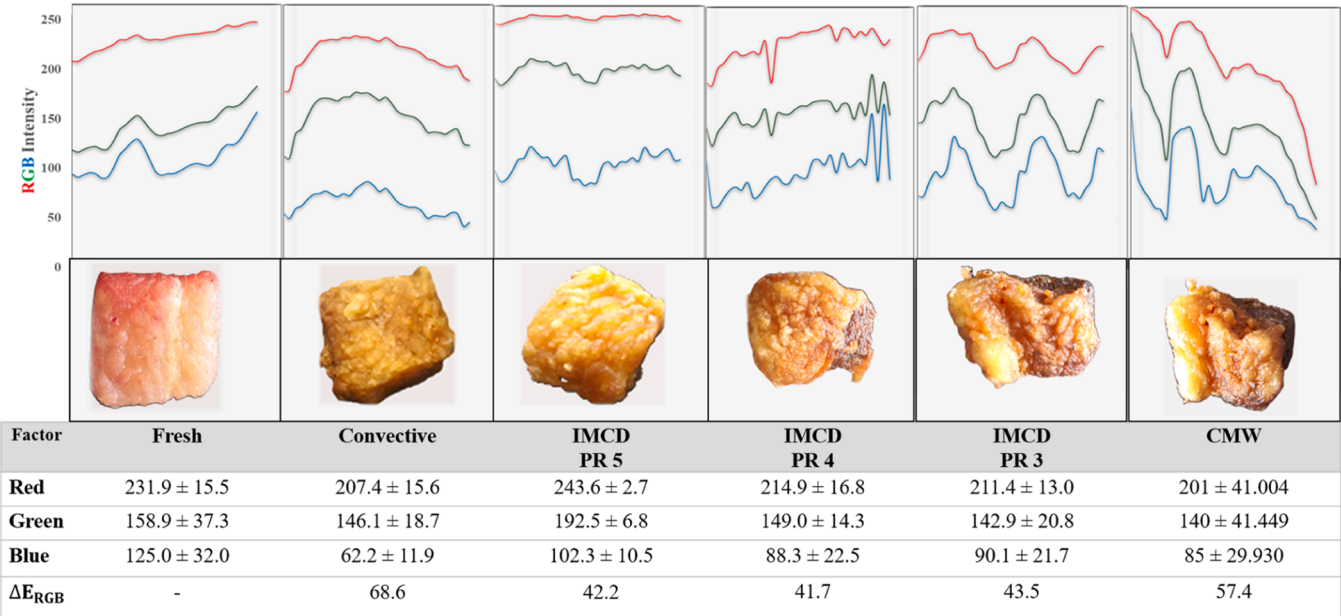 250
200
150
100
50
0
RGB Intensity
Factor Fresh Convective IMCD PR 5 IMCD PR 4 IMCD PR 3 CMW
Red 231.9 ± 15.5 207.4 ± 15.6 243.6 ± 2.7 214.9 ± 16.8 211.4 ± 13.0 201 ± 41.004
Green 158.9 ± 37.3 146.1 ± 18.7 192.5 ± 6.8 149.0 ± 14.3 142.9 ± 20.8 140 ± 41.449
Blue 125.0 ± 32.0 62.2 ± 11.9 102.3 ± 10.5 88.3 ± 22.5 90.1 ± 21.7 85 ± 29.930
ΔE_RGB - 68.6 42.2 41.7 43.5 57.4